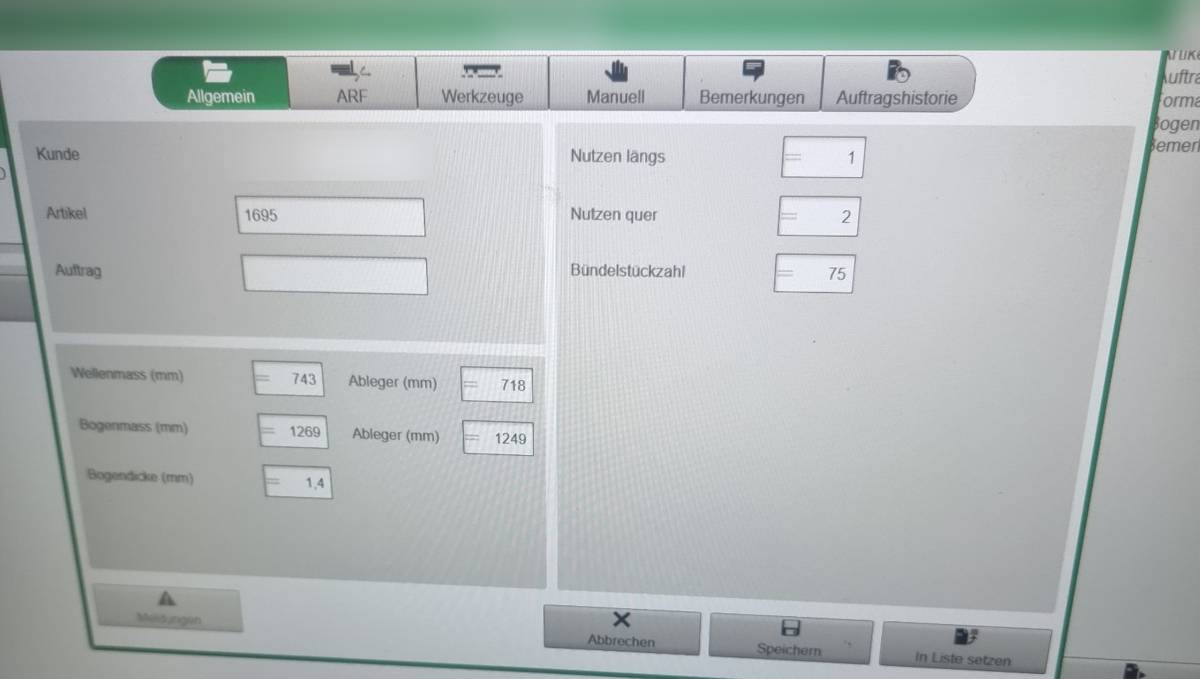 Allgemein
ARF
Werkzeuge
Manuell
Bemerkungen
Auftragshistorie
Kunde
Artikel 1695
Auftrag
Wellenmass (mm) 743 Ableger (mm) 718
Bogenmass (mm) 1269 Ableger (mm) 1249
Bogendicke (mm) 1,4
Nutzen längs 1
Nutzen quer 2
Bündelstückzahl 75
Meldungen
Abbrechen
Speichern
In Liste setzen